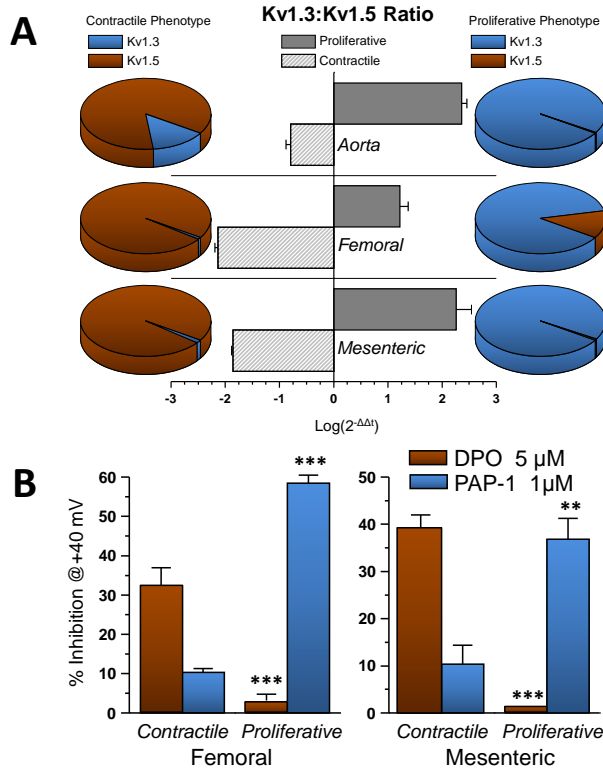 A
Kv1.3:Kv1.5 Ratio
Contractile Phenotype
Kv1.3
Kv1.5
Proliferative
Contractile
Proliferative Phenotype
Kv1.3
Kv1.5
Aorta
Femoral
Mesenteric
-3 -2 -1 0 1 2 3
Log(2^-ΔΔt)
B
DPO 5 µM
PAP-1 1µM
% Inhibition @+40 mV
60
50
40
30
20
10
0
***
***
Contractile Proliferative
Femoral
50
40
30
20
10
0
**
***
Contractile Proliferative
Mesenteric